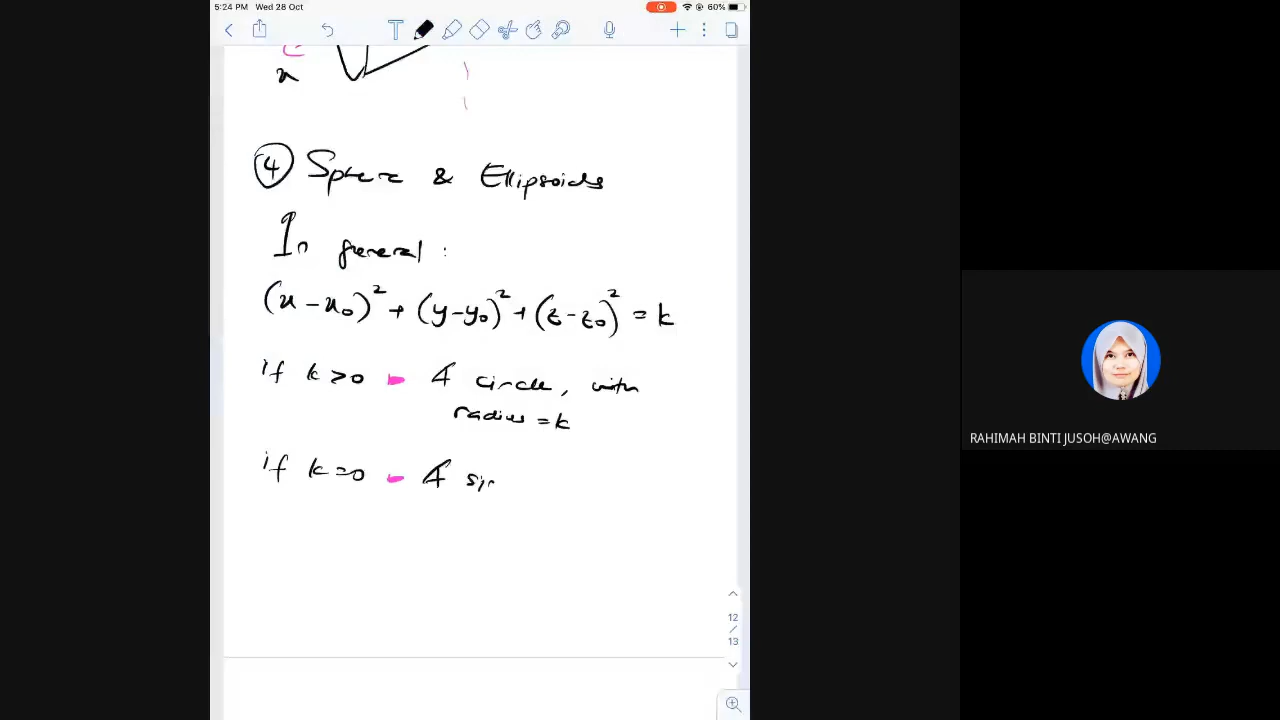 5:24 PM Wed 28 Oct
60%
T
x
④ Sphere & Ellipsoids
In general :
(x - x₀)² + (y - y₀)² + (z - z₀)² = k
if k > 0 - A circle, with
radius = k
if k = 0 - A sin
12
/
13
RAHIMAH BINTI JUSOH@AWANG